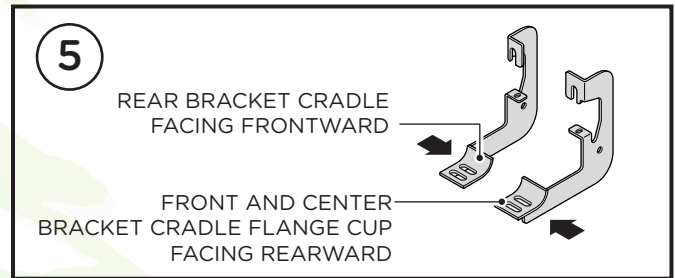 5
REAR BRACKET CRADLE
FACING FRONTWARD
FRONT AND CENTER
BRACKET CRADLE FLANGE CUP
FACING REARWARD